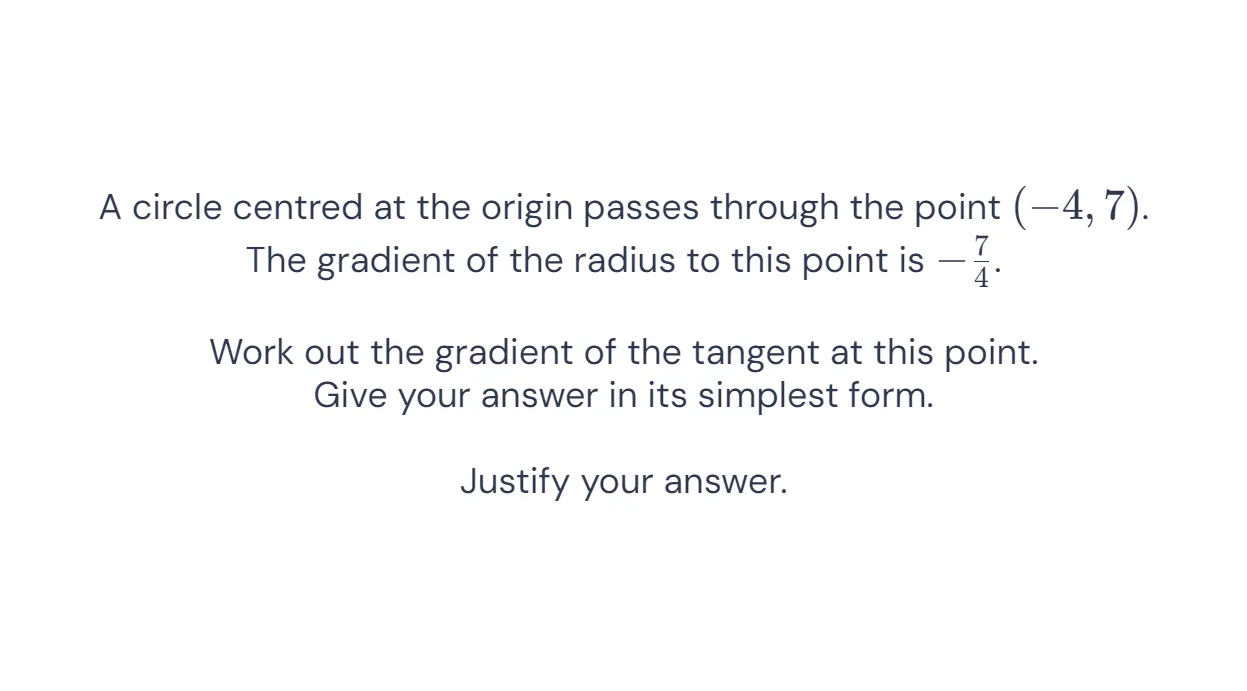 A circle centred at the origin passes through the point $(-4, 7)$.
The gradient of the radius to this point is $-\frac{7}{4}$.
Work out the gradient of the tangent at this point.
Give your answer in its simplest form.
Justify your answer.